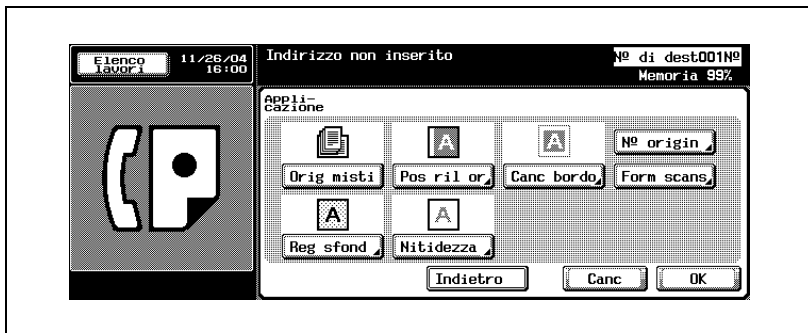 Elenco
lavori
11/26/04
16:00
Indirizzo non inserito
Nº di dest001Nº
Memoria 99%
Appli-
cazione
Nº origin
Orig misti
Pos ril or
Canc bordo
Form scans
A
A
A
A
Reg sfond
Nitidezza
Indietro
Canc
OK